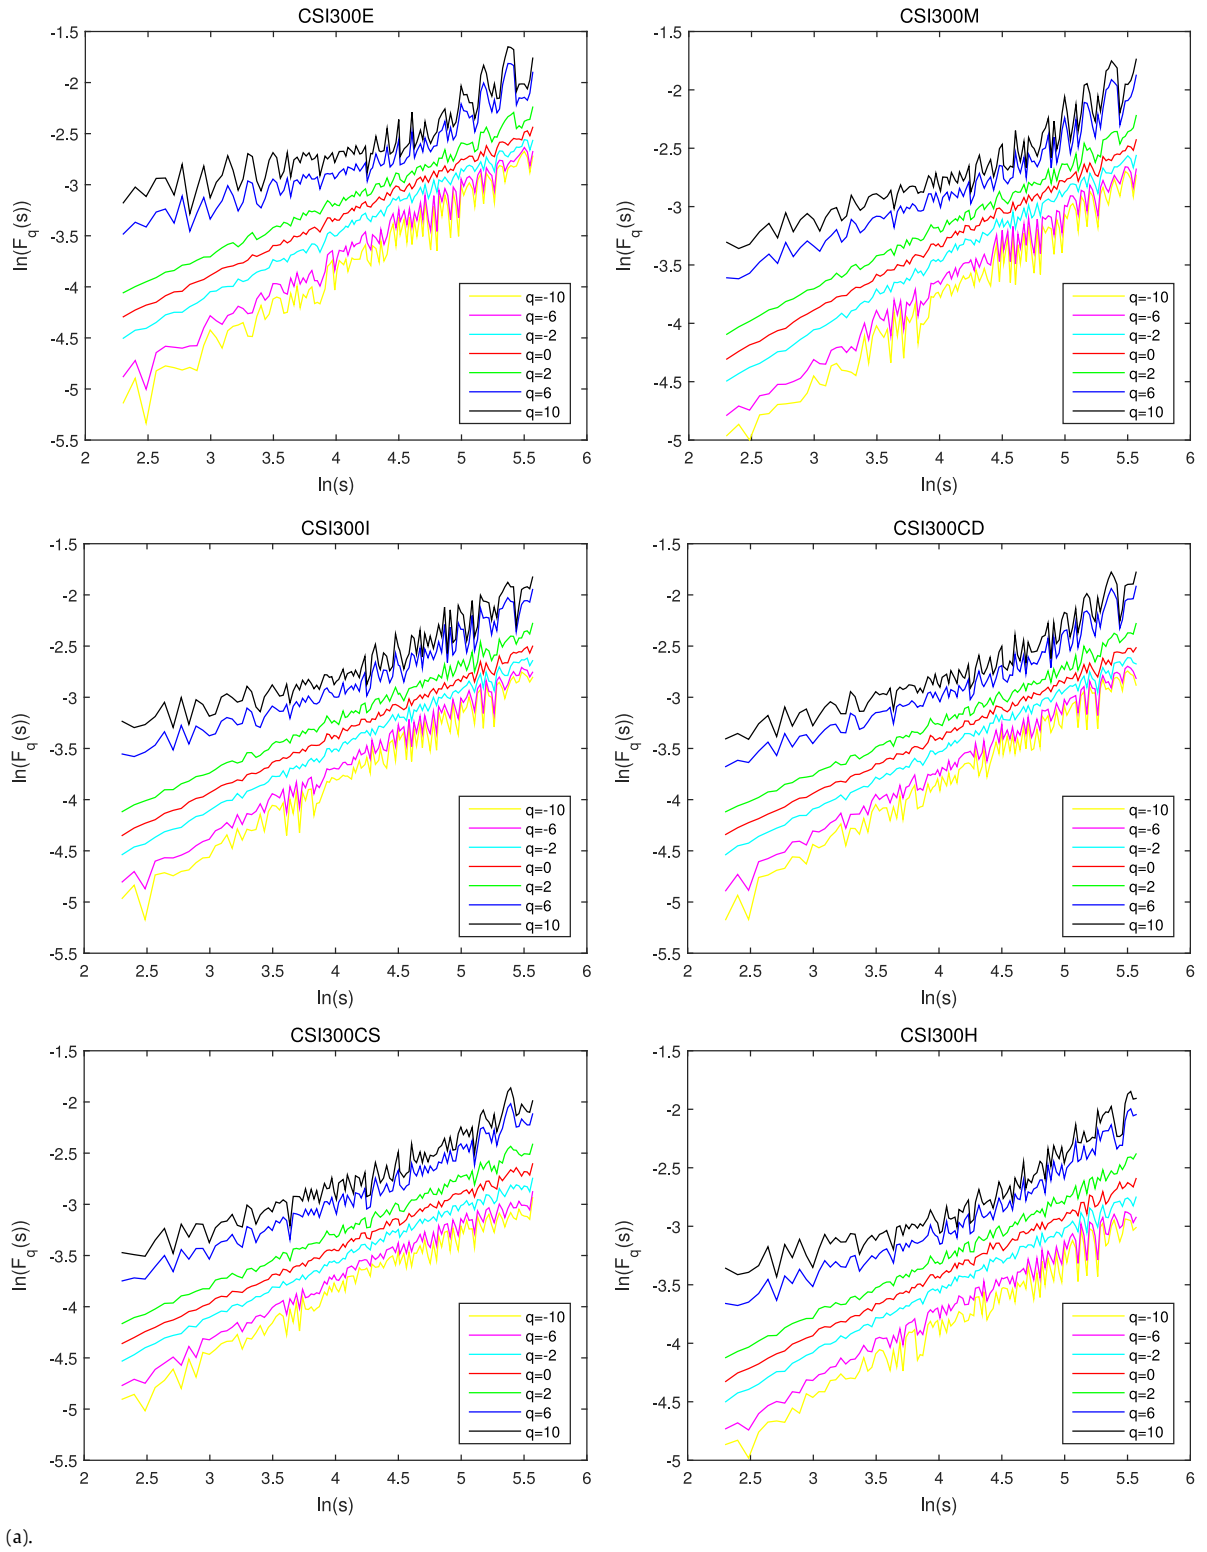 CSI300E
-1.5
-2
-2.5
-3
-3.5
-4
-4.5
-5
-5.5
ln(F_q(s))
q=-10
q=-6
q=-2
q=0
q=2
q=6
q=10
2 2.5 3 3.5 4 4.5 5 5.5 6
ln(s)
CSI300M
-1.5
-2
-2.5
-3
-3.5
-4
-4.5
-5
ln(F_q(s))
q=-10
q=-6
q=-2
q=0
q=2
q=6
q=10
2 2.5 3 3.5 4 4.5 5 5.5 6
ln(s)
CSI300I
-1.5
-2
-2.5
-3
-3.5
-4
-4.5
-5
-5.5
ln(F_q(s))
q=-10
q=-6
q=-2
q=0
q=2
q=6
q=10
2 2.5 3 3.5 4 4.5 5 5.5 6
ln(s)
CSI300CD
-1.5
-2
-2.5
-3
-3.5
-4
-4.5
-5
-5.5
ln(F_q(s))
q=-10
q=-6
q=-2
q=0
q=2
q=6
q=10
2 2.5 3 3.5 4 4.5 5 5.5 6
ln(s)
CSI300CS
-1.5
-2
-2.5
-3
-3.5
-4
-4.5
-5
-5.5
ln(F_q(s))
q=-10
q=-6
q=-2
q=0
q=2
q=6
q=10
2 2.5 3 3.5 4 4.5 5 5.5 6
ln(s)
CSI300H
-1.5
-2
-2.5
-3
-3.5
-4
-4.5
-5
ln(F_q(s))
q=-10
q=-6
q=-2
q=0
q=2
q=6
q=10
2 2.5 3 3.5 4 4.5 5 5.5 6
ln(s)
(a).